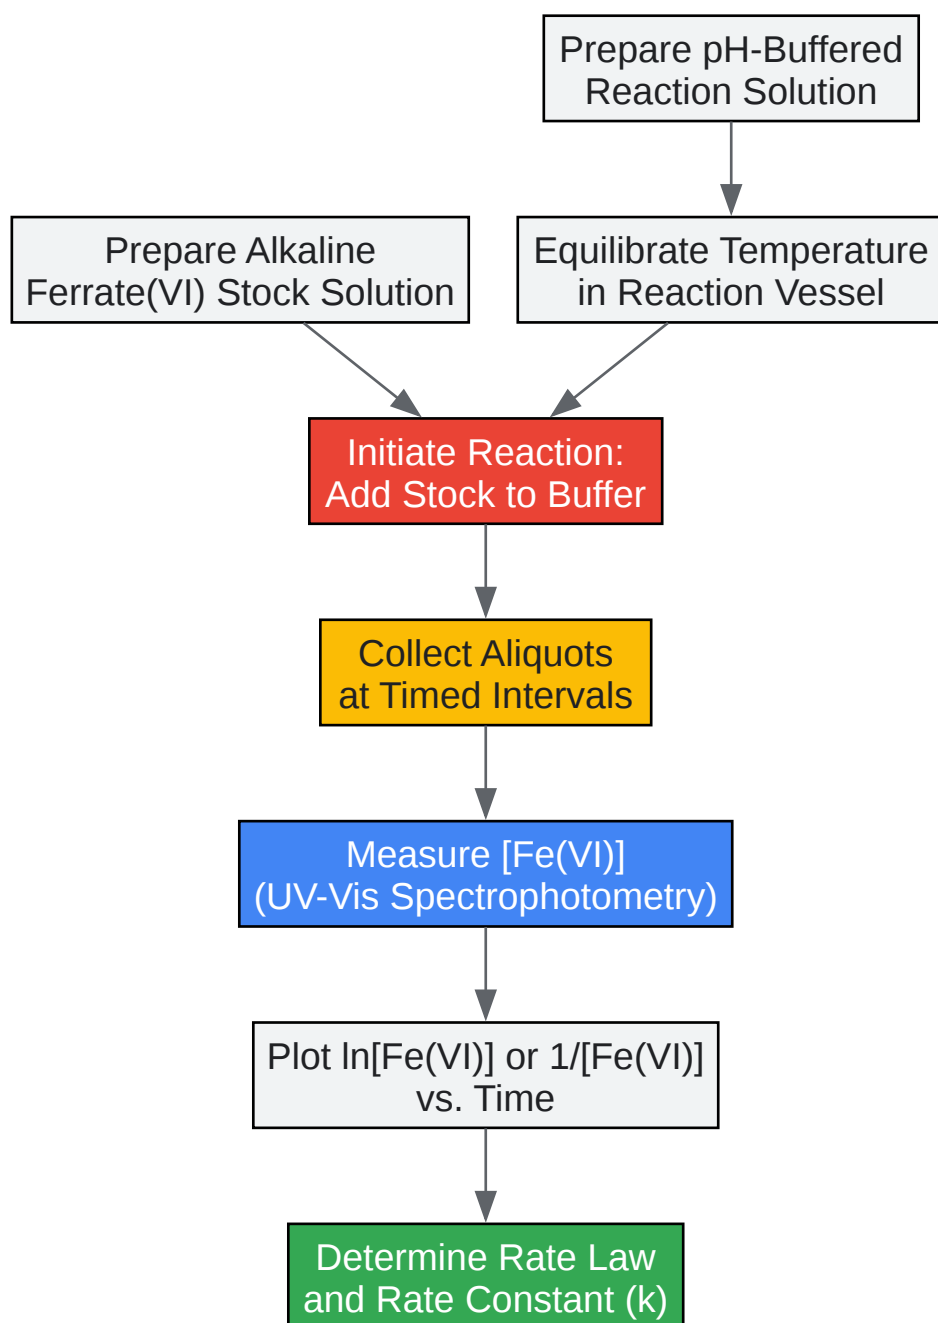 Prepare pH-Buffered
Reaction Solution
Prepare Alkaline
Ferrate(VI) Stock Solution
Equilibrate Temperature
in Reaction Vessel
Initiate Reaction:
Add Stock to Buffer
Collect Aliquots
at Timed Intervals
Measure [Fe(VI)]
(UV-Vis Spectrophotometry)
Plot ln[Fe(VI)] or 1/[Fe(VI)]
vs. Time
Determine Rate Law
and Rate Constant (k)